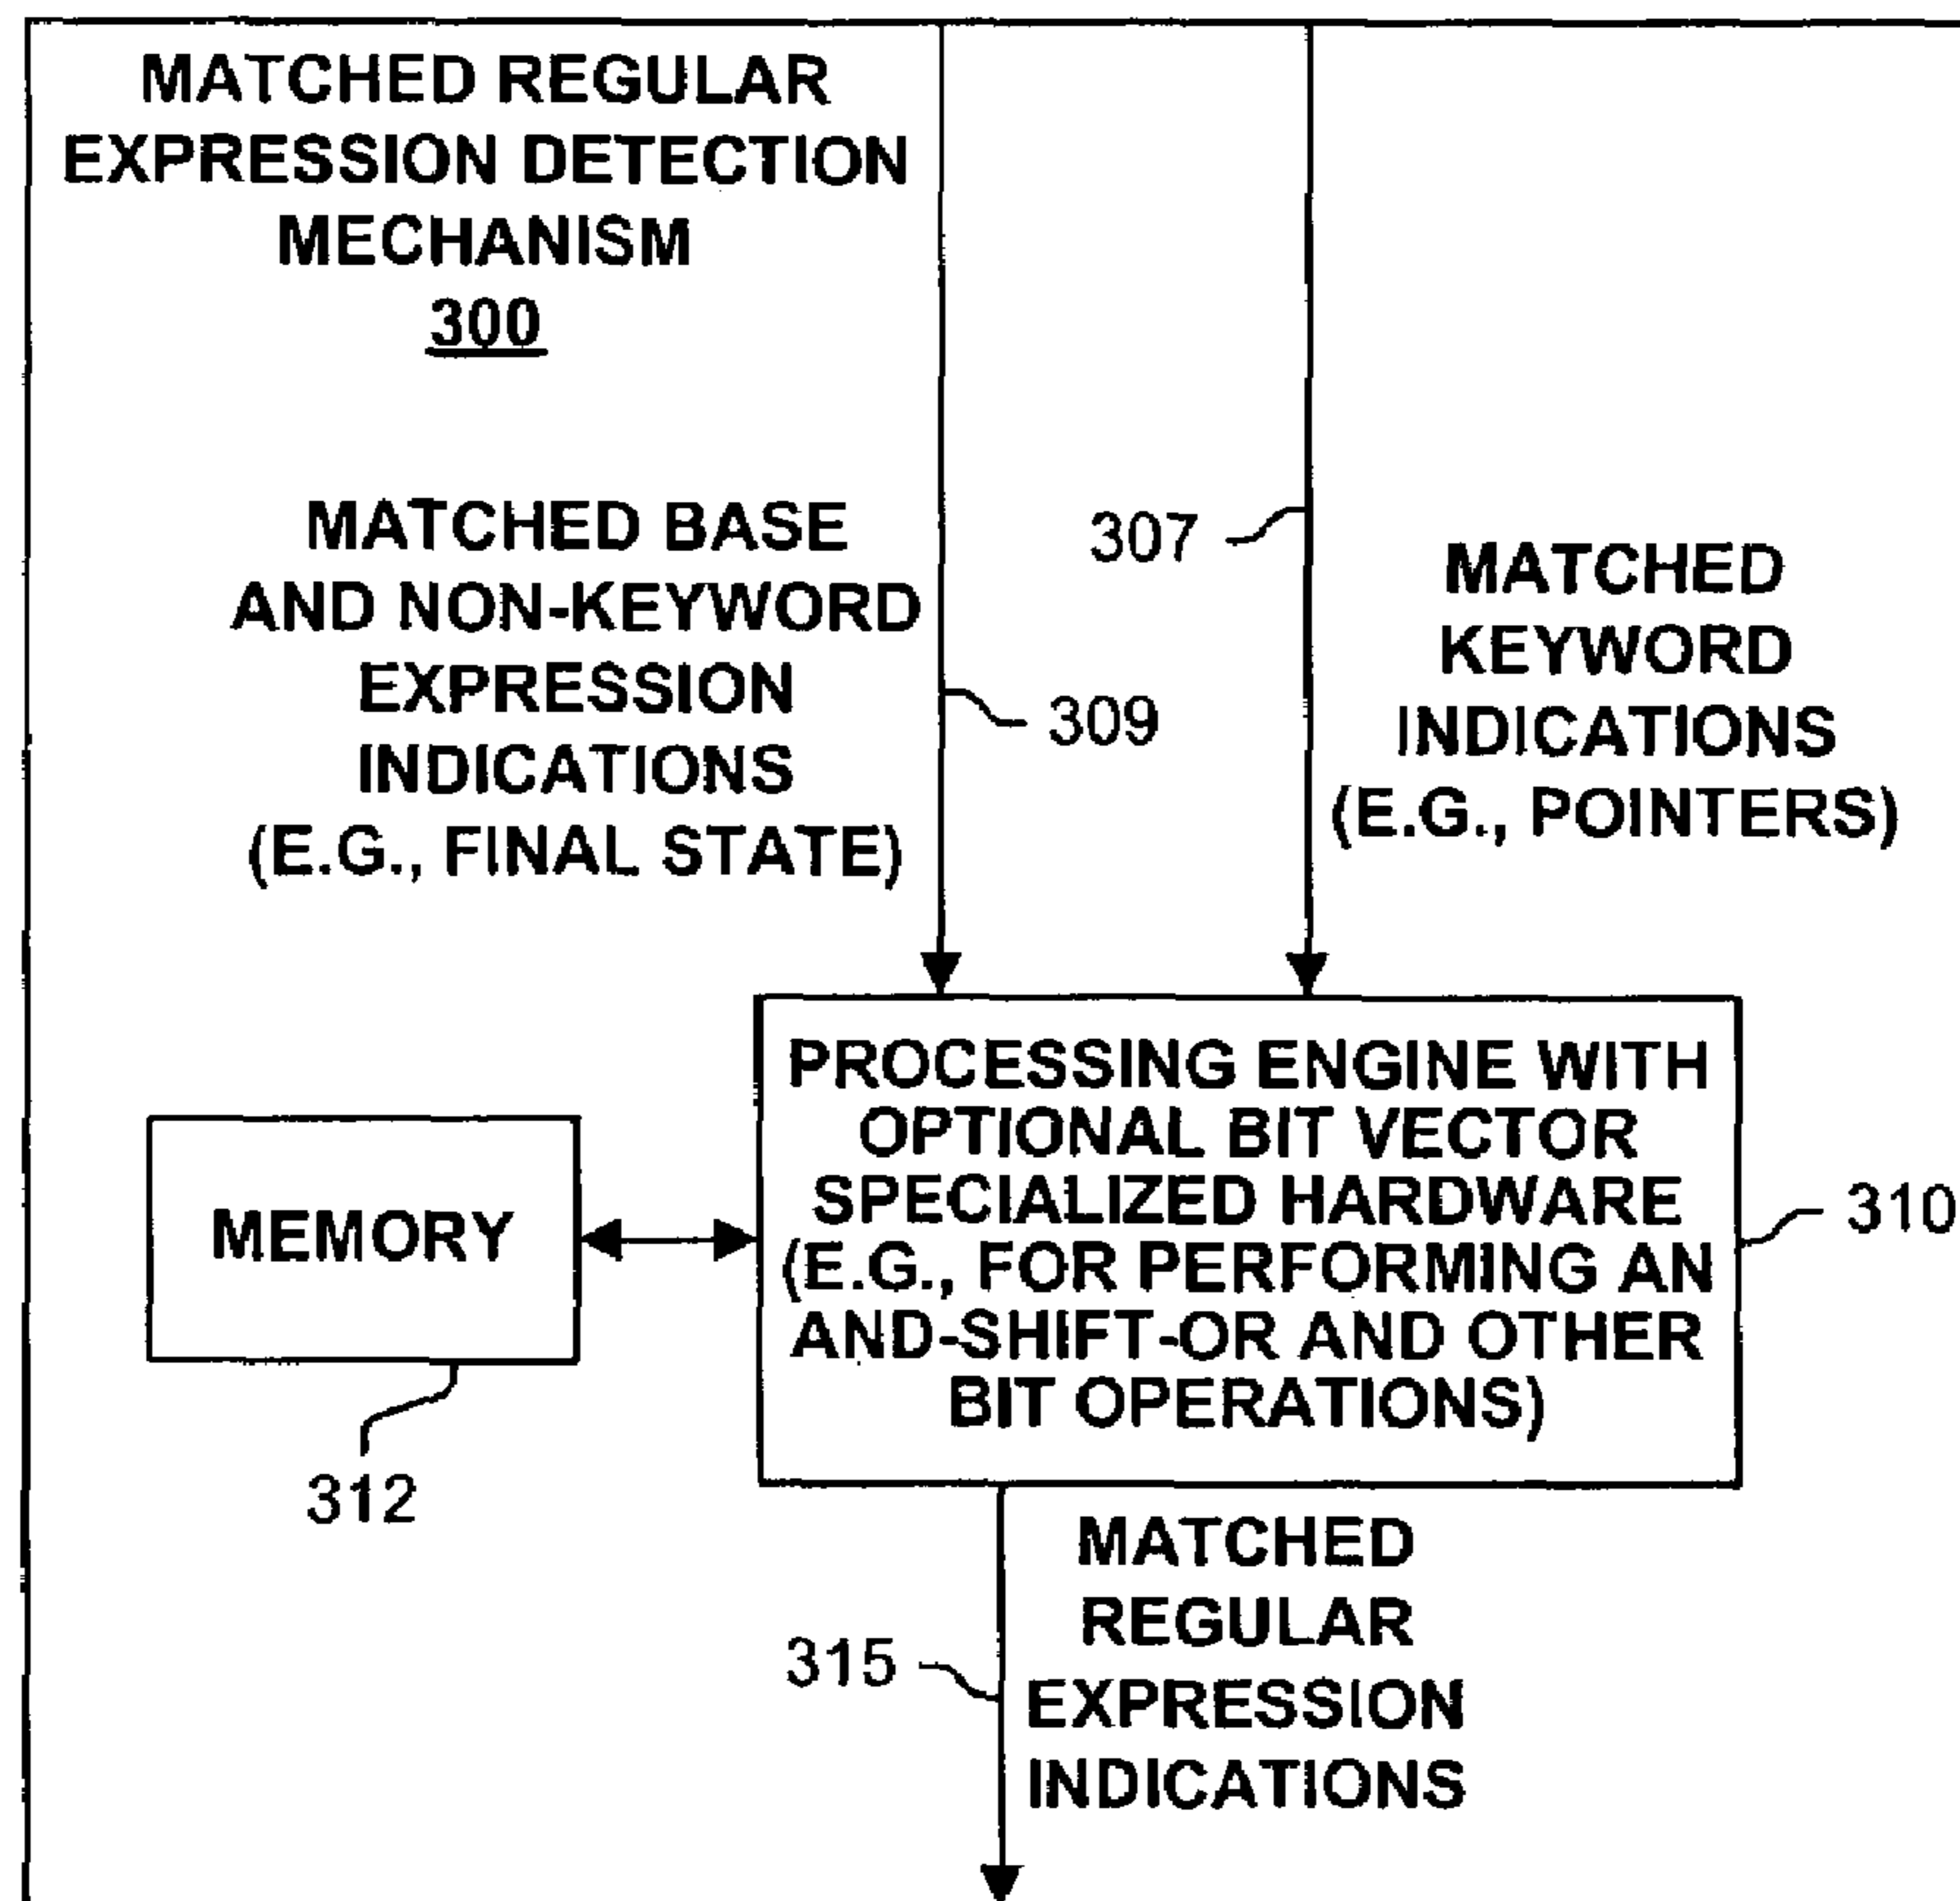 MATCHED REGULAR
EXPRESSION DETECTION
MECHANISM
300
MATCHED BASE
AND NON-KEYWORD
EXPRESSION
INDICATIONS
(E.G., FINAL STATE)
309
307
MATCHED
KEYWORD
INDICATIONS
(E.G., POINTERS)
PROCESSING ENGINE WITH
OPTIONAL BIT VECTOR
SPECIALIZED HARDWARE
(E.G., FOR PERFORMING AN
AND-SHIFT-OR AND OTHER
BIT OPERATIONS)
310
MEMORY
312
315
MATCHED
REGULAR
EXPRESSION
INDICATIONS